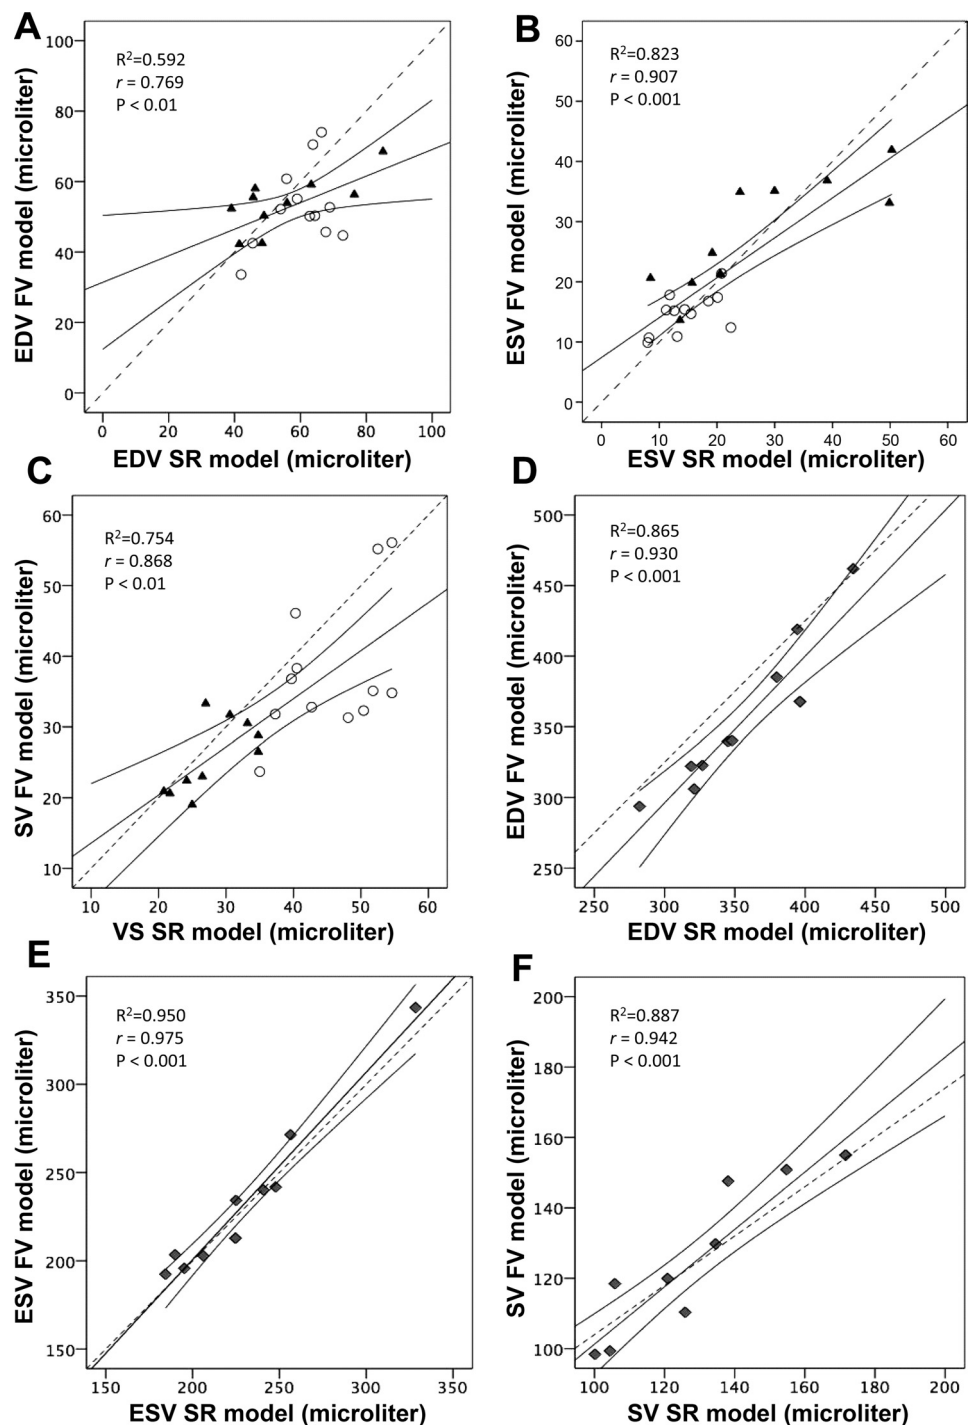 A
R²=0.592
r = 0.769
P < 0.01
EDV FV model (microliter)
100
80
60
40
20
0
0 20 40 60 80 100
EDV SR model (microliter)
B
R²=0.823
r = 0.907
P < 0.001
ESV FV model (microliter)
60
50
40
30
20
10
0
0 10 20 30 40 50 60
ESV SR model (microliter)
C
R²=0.754
r = 0.868
P < 0.01
SV FV model (microliter)
60
50
40
30
20
10
10 20 30 40 50 60
VS SR model (microliter)
D
R²=0.865
r = 0.930
P < 0.001
EDV FV model (microliter)
500
450
400
350
300
250
250 300 350 400 450 500
EDV SR model (microliter)
E
R²=0.950
r = 0.975
P < 0.001
ESV FV model (microliter)
350
300
250
200
150
150 200 250 300 350
ESV SR model (microliter)
F
R²=0.887
r = 0.942
P < 0.001
SV FV model (microliter)
200
180
160
140
120
100
100 120 140 160 180 200
SV SR model (microliter)